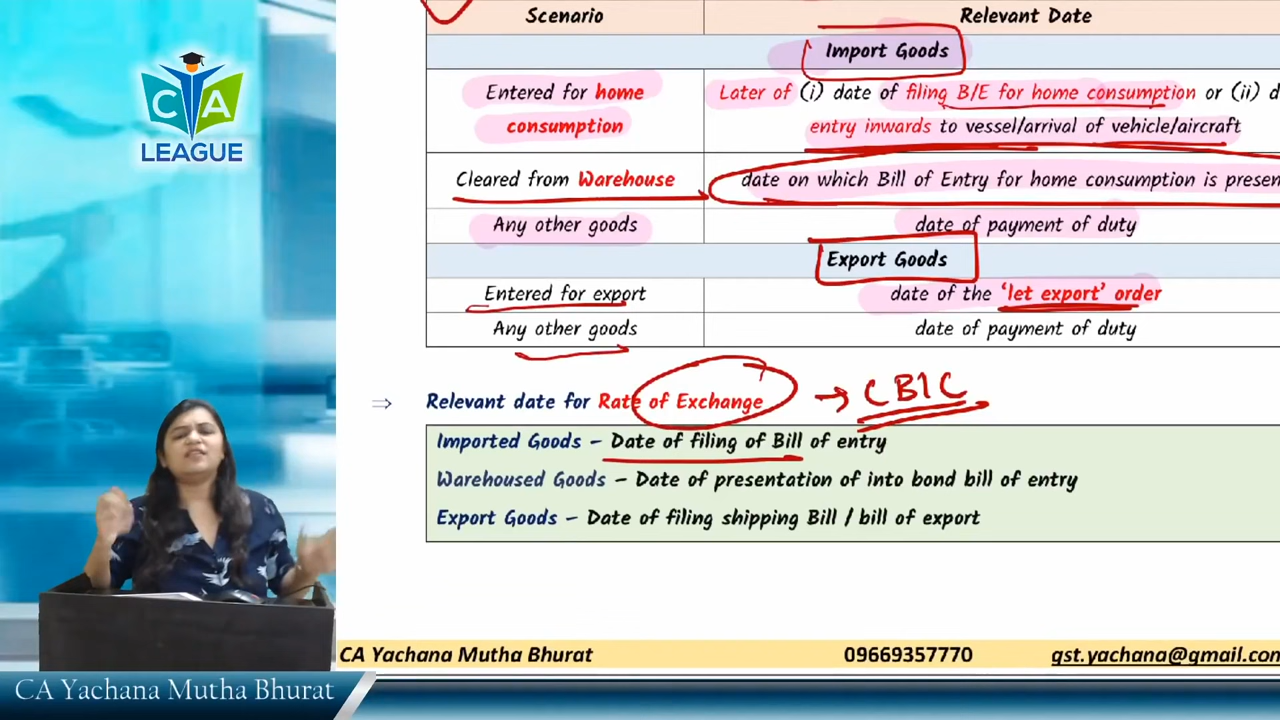 CA
LEAGUE
Scenario Relevant Date
Import Goods
Entered for home consumption
Later of (i) date of filing B/E for home consumption or (ii) d
entry inwards to vessel/arrival of vehicle/aircraft
Cleared from Warehouse date on which Bill of Entry for home consumption is presen
Any other goods date of payment of duty
Export Goods
Entered for export date of the ‘let export’ order
Any other goods date of payment of duty
⇒ Relevant date for Rate of Exchange → CBIC
Imported Goods – Date of filing of Bill of entry
Warehoused Goods – Date of presentation of into bond bill of entry
Export Goods – Date of filing shipping Bill / bill of export
CA Yachana Mutha Bhurat 09669357770 gst.yachana@gmail.con
CA Yachana Mutha Bhurat